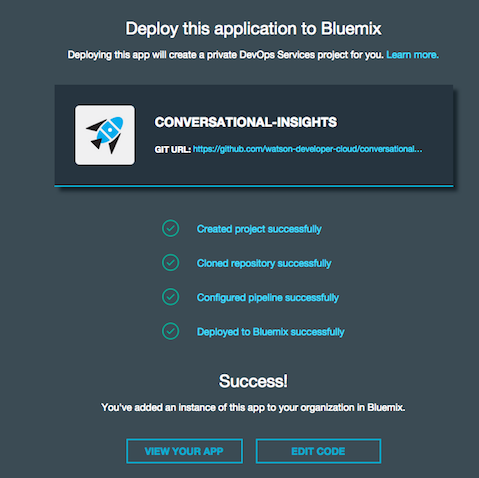 Deploy this application to Bluemix
Deploying this app will create a private DevOps Services project for you. Learn more.
CONVERSATIONAL-INSIGHTS
GIT URL: https://github.com/watson-developer-cloud/conversational...
Created project successfully
Cloned repository successfully
Configured pipeline successfully
Deployed to Bluemix successfully
Success!
You've added an instance of this app to your organization in Bluemix.
VIEW YOUR APP EDIT CODE